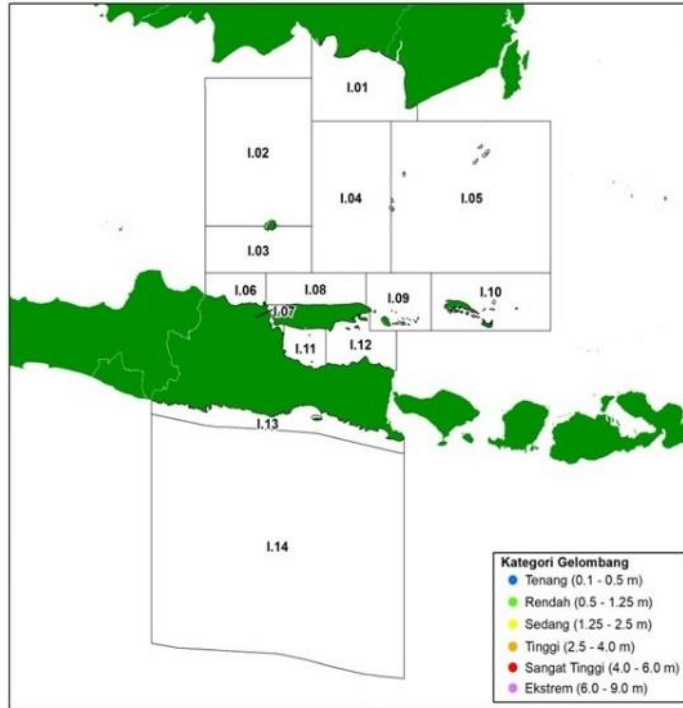 I.01
I.02
I.04
I.05
I.03
I.06
I.08
I.09
I.10
I.07
I.11
I.12
I.13
I.14
Kategori Gelombang
Tenang (0.1 - 0.5 m)
Rendah (0.5 - 1.25 m)
Sedang (1.25 - 2.5 m)
Tinggi (2.5 - 4.0 m)
Sangat Tinggi (4.0 - 6.0 m)
Ekstrem (6.0 - 9.0 m)